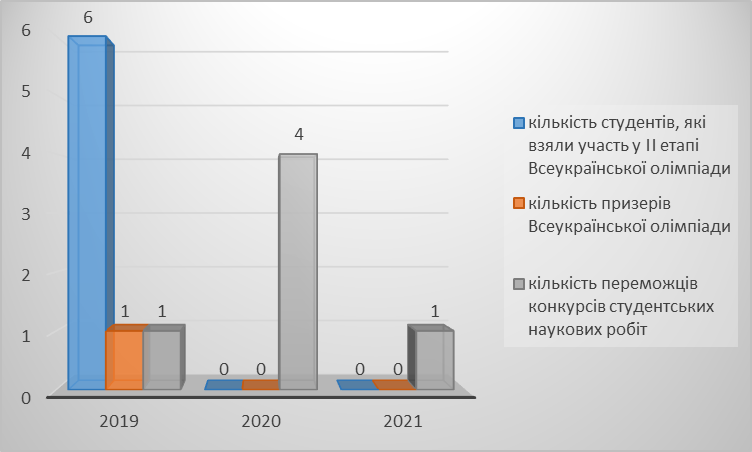 6
5
4
3
2
1
0
6
1
1
0
0
4
0
0
1
2019
2020
2021
кількість студентів, які
взяли участь у ІІ етапі
Всеукраїнської олімпіади
кількість призерів
Всеукраїнської олімпіади
кількість переможців
конкурсів студентських
наукових робіт